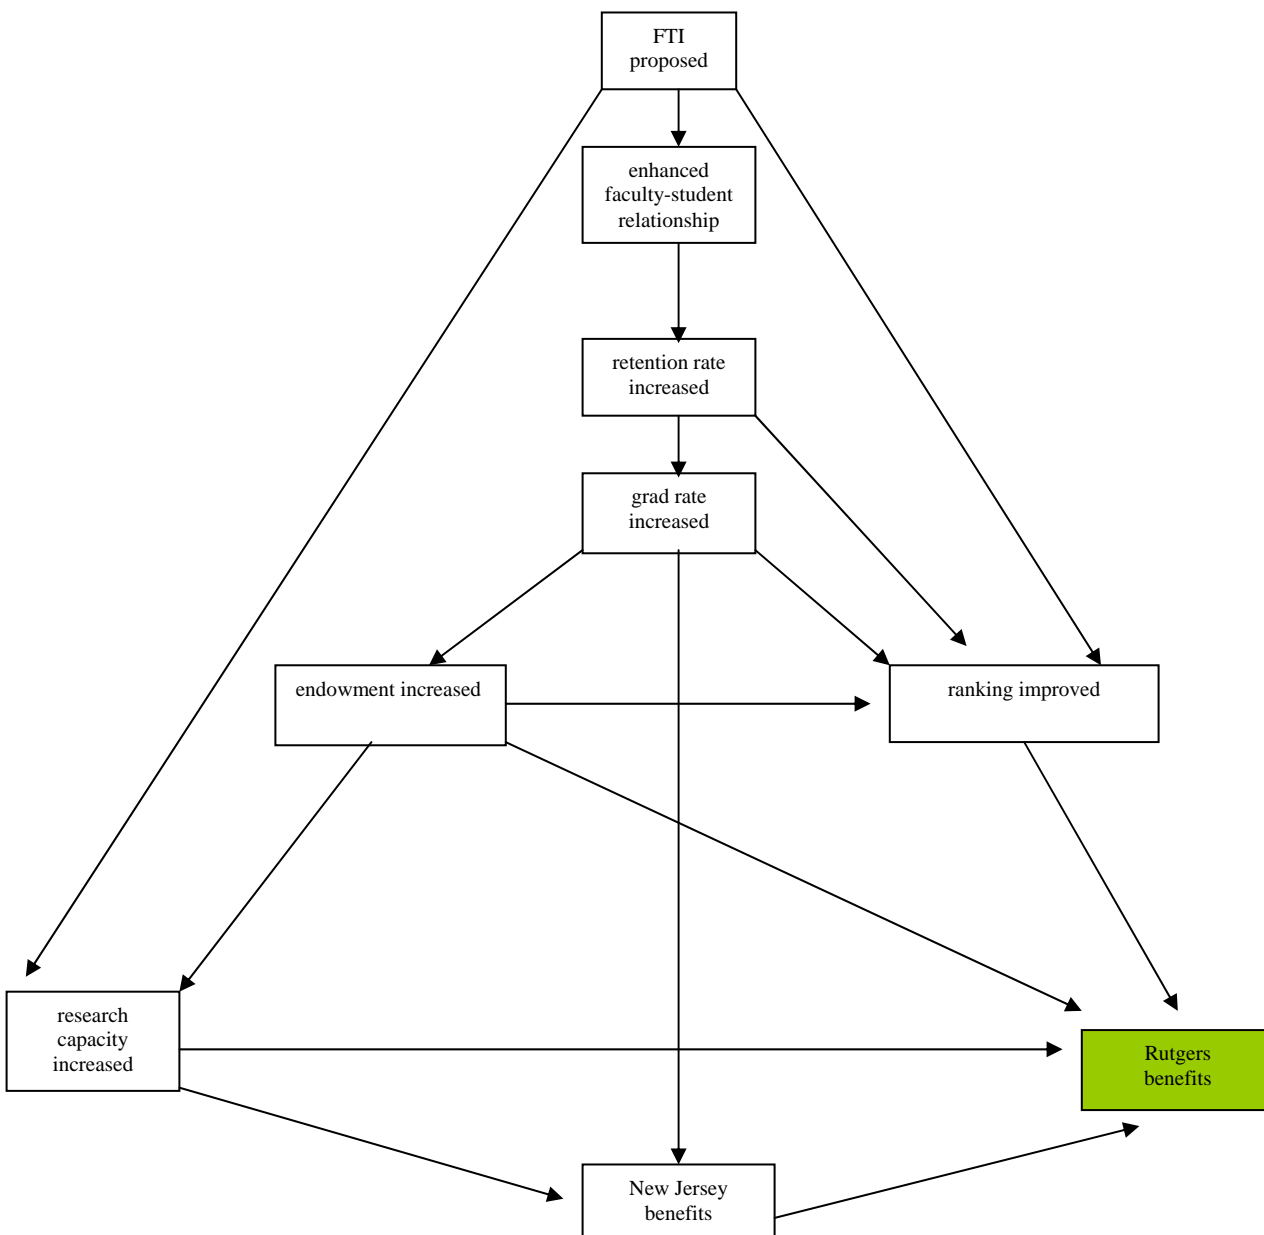 FTI
proposed
enhanced
faculty-student
relationship
retention rate
increased
grad rate
increased
endowment increased
ranking improved
research
capacity
increased
Rutgers
benefits
New Jersey
benefits